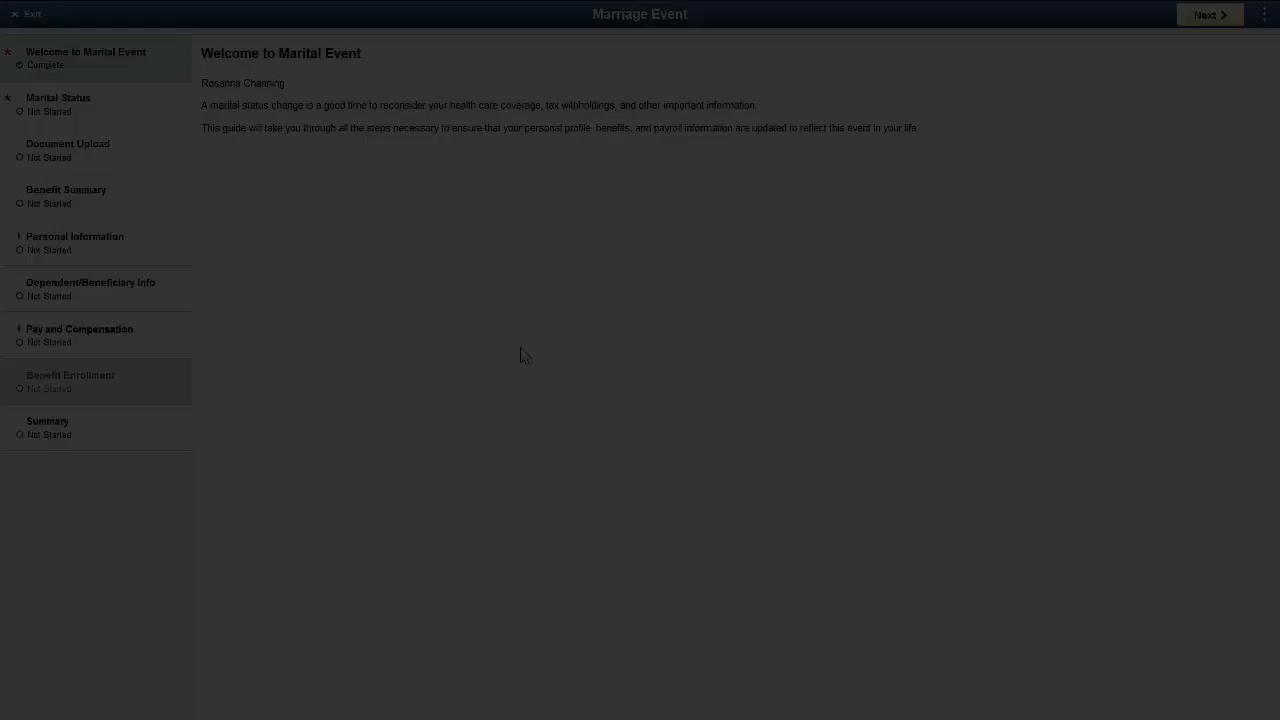 Exit
Marriage Event
Next
Welcome to Marital Event
Complete
Marital Status
Not Started
Document Upload
Not Started
Benefit Summary
Not Started
Personal Information
Not Started
Dependent/Beneficiary Info
Not Started
Pay and Compensation
Not Started
Benefit Enrollment
Not Started
Summary
Not Started
Welcome to Marital Event
Rosanna Channing
A marital status change is a good time to reconsider your health care coverage, tax withholdings, and other important information.
This guide will take you through all the steps necessary to ensure that your personal profile, benefits, and payroll information are updated to reflect this event in your life.